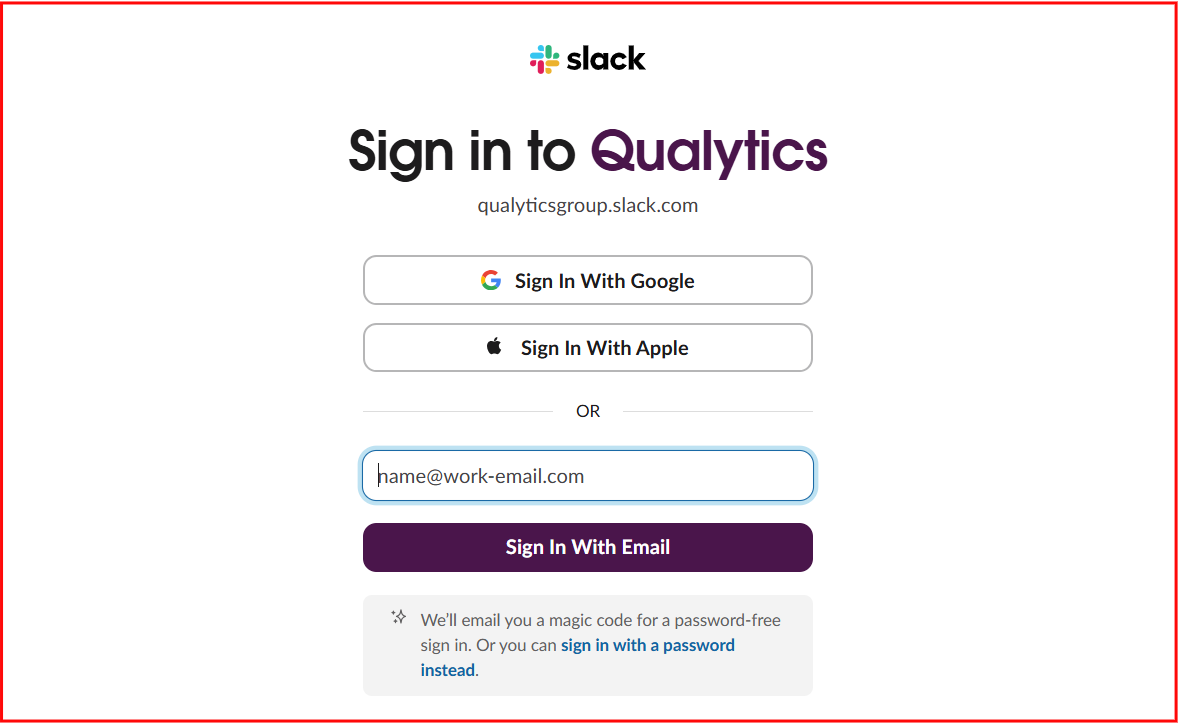 slack
Sign in to Qualytics
qualyticsgroup.slack.com
Sign In With Google
Sign In With Apple
OR
name@work-email.com
Sign In With Email
We’ll email you a magic code for a password-free
sign in. Or you can sign in with a password
instead.